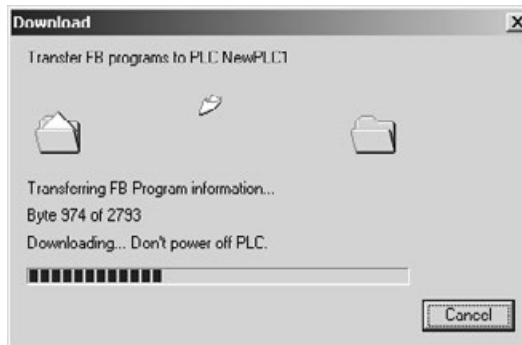 Download
Transfer FB programs to PLC NewPLC1
Transferring FB Program information...
Byte 974 of 2793
Downloading... Don't power off PLC.
Cancel